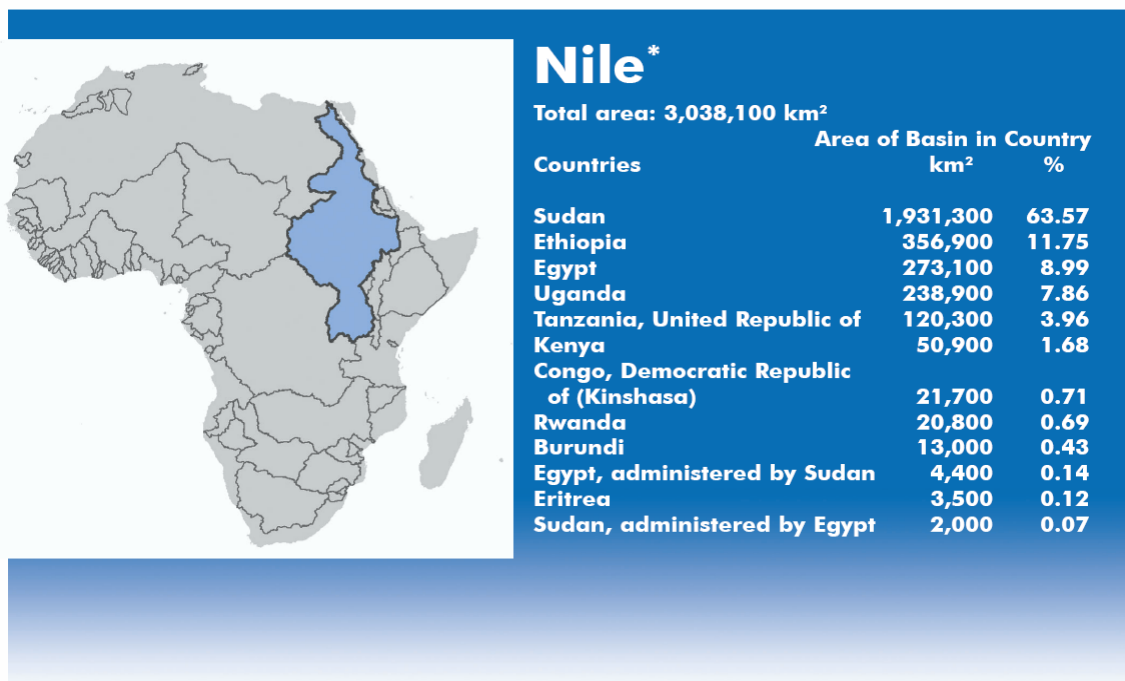 Nile*
Total area: 3,038,100 km²
Area of Basin in Country
Countries km² %
Sudan 1,931,300 63.57
Ethiopia 356,900 11.75
Egypt 273,100 8.99
Uganda 238,900 7.86
Tanzania, United Republic of 120,300 3.96
Kenya 50,900 1.68
Congo, Democratic Republic
of (Kinshasa) 21,700 0.71
Rwanda 20,800 0.69
Burundi 13,000 0.43
Egypt, administered by Sudan 4,400 0.14
Eritrea 3,500 0.12
Sudan, administered by Egypt 2,000 0.07